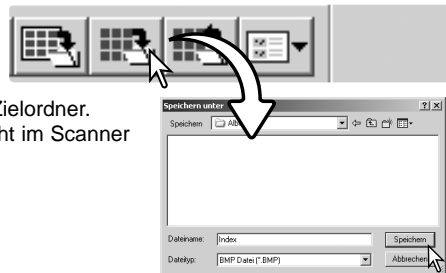 Zielordner.
ht im Scanner
Speichern unter
Speichern
Dateiname: Index Speichern
Dateityp: BMP Datei (*.BMP) Abbrechen